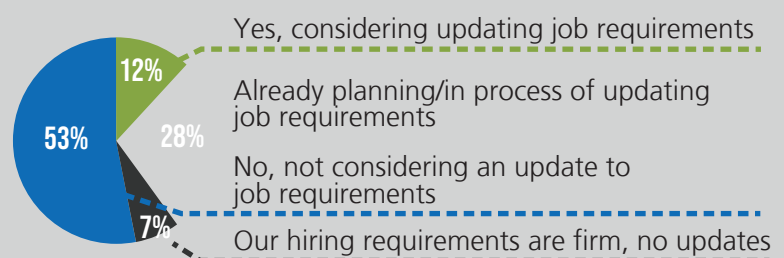 Yes, considering updating job requirements
12%
Already planning/in process of updating
job requirements
53%
28%
No, not considering an update to
job requirements
7%
Our hiring requirements are firm, no updates